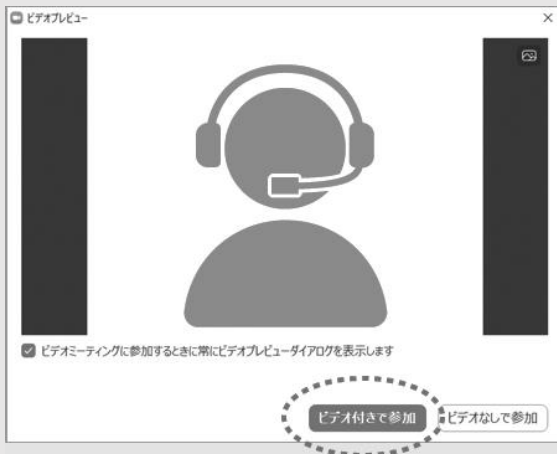 ビデオプレビュー
ビデオミーティングに参加するときに常にビデオプレビューダイアログを表示します
ビデオ付きで参加
ビデオなしで参加